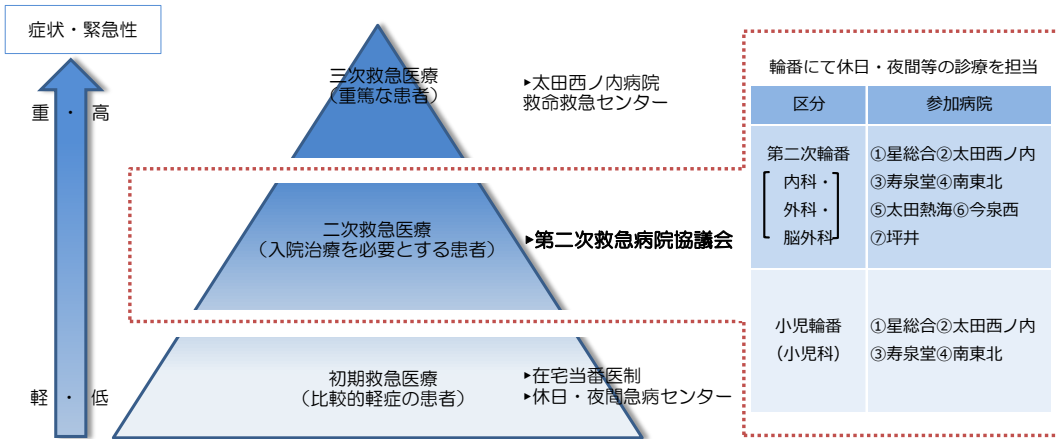 症状・緊急性
重・高
軽・低
三次救急医療
(重篤な患者)
▶太田西ノ内病院
救命救急センター
二次救急医療
(入院治療を必要とする患者)
▶第二次救急病院協議会
初期救急医療
(比較的軽症の患者)
▶在宅当番医制
▶休日・夜間急病センター
輪番にて休日・夜間等の診療を担当
区分 参加病院
第二次輪番 ①星総合②太田西ノ内
内科・ ③寿泉堂④南東北
外科・ ⑤太田熱海⑥今泉西
脳外科 ⑦坪井
小児輪番 ①星総合②太田西ノ内
(小児科) ③寿泉堂④南東北